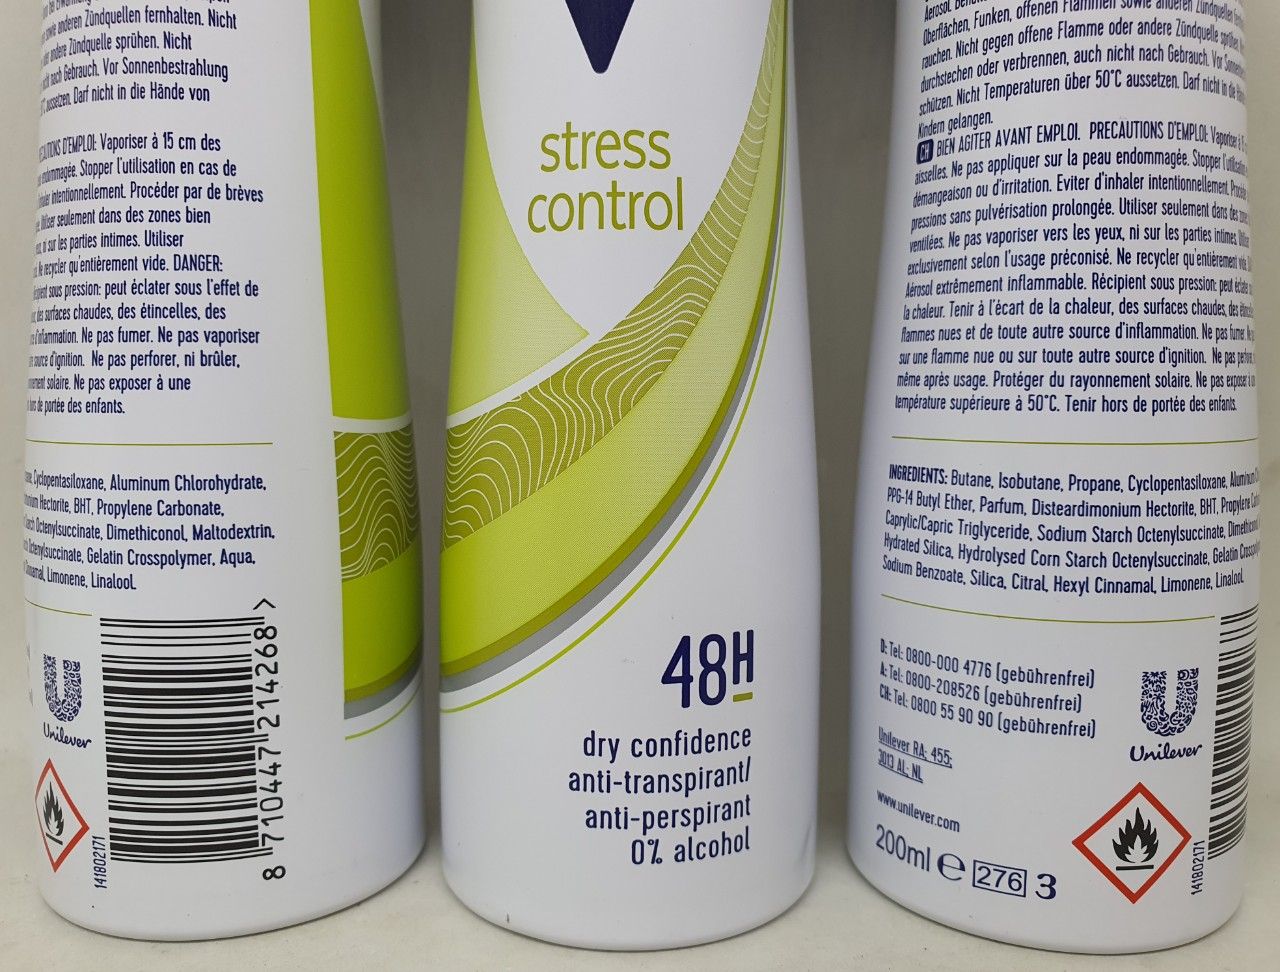 anderen Zündquellen fernhalten. Nicht
andere Zündquelle sprühen. Nicht
nach Gebrauch. Vor Sonnenbestrahlung
aussetzen. Darf nicht in die Hände von
D'EMPLOI: Vaporiser à 15 cm des
endommagée. Stopper l'utilisation en cas de
intentionnellement. Procéder par de brèves
seulement dans des zones bien
ni sur les parties intimes. Utiliser
recycler qu'entièrement vide. DANGER:
sous pression: peut éclater sous l'effet de
des surfaces chaudes, des étincelles, des
d'inflammation. Ne pas fumer. Ne pas vaporiser
source d'ignition. Ne pas perforer, ni brûler,
solaire. Ne pas exposer à une
hors de portée des enfants.
Cyclopentasiloxane, Aluminum Chlorohydrate,
Hectorite, BHT, Propylene Carbonate,
Starch Octenylsuccinate, Dimethiconol, Maltodextrin,
Octenylsuccinate, Gelatin Crosspolymer, Aqua,
Limonene, Linalool.
Unilever
141802171
8 710447 214268 >
stress
control
48H
dry confidence
anti-transpirant/
anti-perspirant
0% alcohol
Oberflächen, Funken, offenen Flammen sowie anderen Zündquellen
rauchen. Nicht gegen offene Flamme oder andere Zündquelle sprühen.
durchstechen oder verbrennen, auch nicht nach Gebrauch. Vor
schützen. Nicht Temperaturen über 50°C aussetzen. Darf nicht in die
Kindern gelangen.
CH BIEN AGITER AVANT EMPLOI. PRECAUTIONS D'EMPLOI: Vaporiser à
aisselles. Ne pas appliquer sur la peau endommagée. Stopper
démangeaison ou d'irritation. Eviter d'inhaler intentionnellement.
pressions sans pulvérisation prolongée. Utiliser seulement dans des
ventilées. Ne pas vaporiser vers les yeux, ni sur les parties intimes.
exclusivement selon l'usage préconisé. Ne recycler qu'entièrement vide.
Aérosol extrêmement inflammable. Récipient sous pression: peut
la chaleur. Tenir à l'écart de la chaleur, des surfaces chaudes, des
flammes nues et de toute autre source d'inflammation. Ne pas fumer. Ne
sur une flamme nue ou sur toute autre source d'ignition. Ne pas
même après usage. Protéger du rayonnement solaire. Ne pas exposer à
température supérieure à 50°C. Tenir hors de portée des enfants.
INGREDIENTS: Butane, Isobutane, Propane, Cyclopentasiloxane,
PPG-14 Butyl Ether, Parfum, Disteardimonium Hectorite, BHT, Propylene
Caprylic/Capric Triglyceride, Sodium Starch Octenylsuccinate,
Hydrated Silica, Hydrolysed Corn Starch Octenylsuccinate, Gelatin
Sodium Benzoate, Silica, Citral, Hexyl Cinnamal, Limonene, Linalool.
D: Tel: 0800-000 4776 (gebührenfrei)
A: Tel: 0800-208526 (gebührenfrei)
CH: Tel: 0800 55 90 90 (gebührenfrei)
Unilever RA; 455;
3013 AL; NL
www.unilever.com
200ml e 276 3
Unilever
141802171